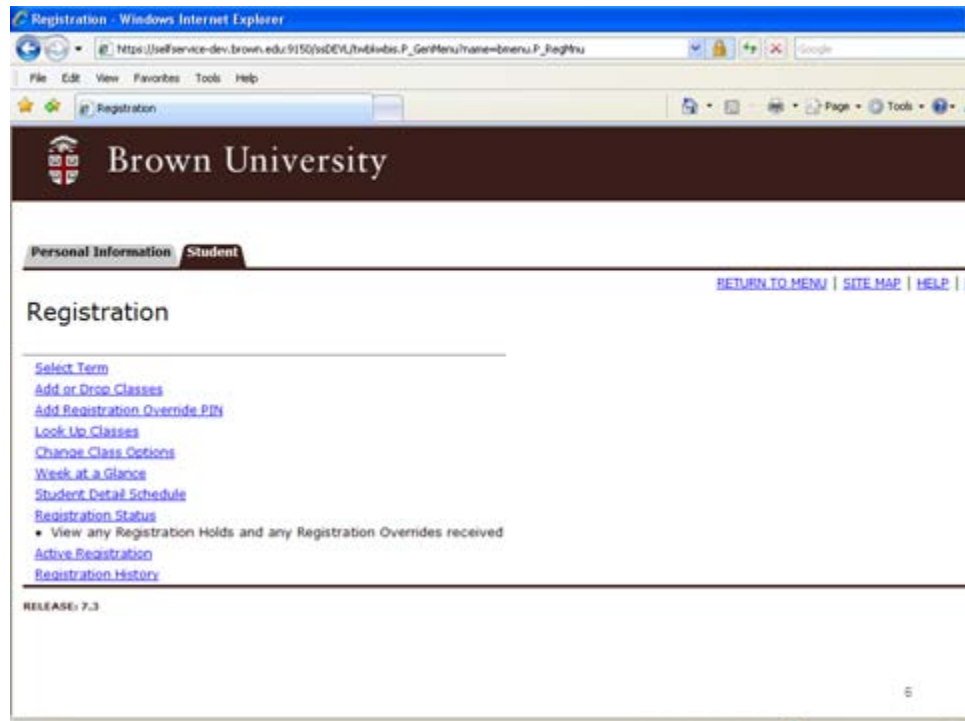 Registration - Windows Internet Explorer
https://selfservice-dev.brown.edu:9150/ssDEVL/twbkwbis.P_GenMenu?name=bmenu.P_RegMnu
Google
File Edit View Favorites Tools Help
Registration
Page Tools
Brown University
Personal Information Student
RETURN TO MENU | SITE MAP | HELP |
Registration
Select Term
Add or Drop Classes
Add Registration Override PIN
Look Up Classes
Change Class Options
Week at a Glance
Student Detail Schedule
Registration Status
• View any Registration Holds and any Registration Overrides received
Active Registration
Registration History
RELEASE: 7.3
6